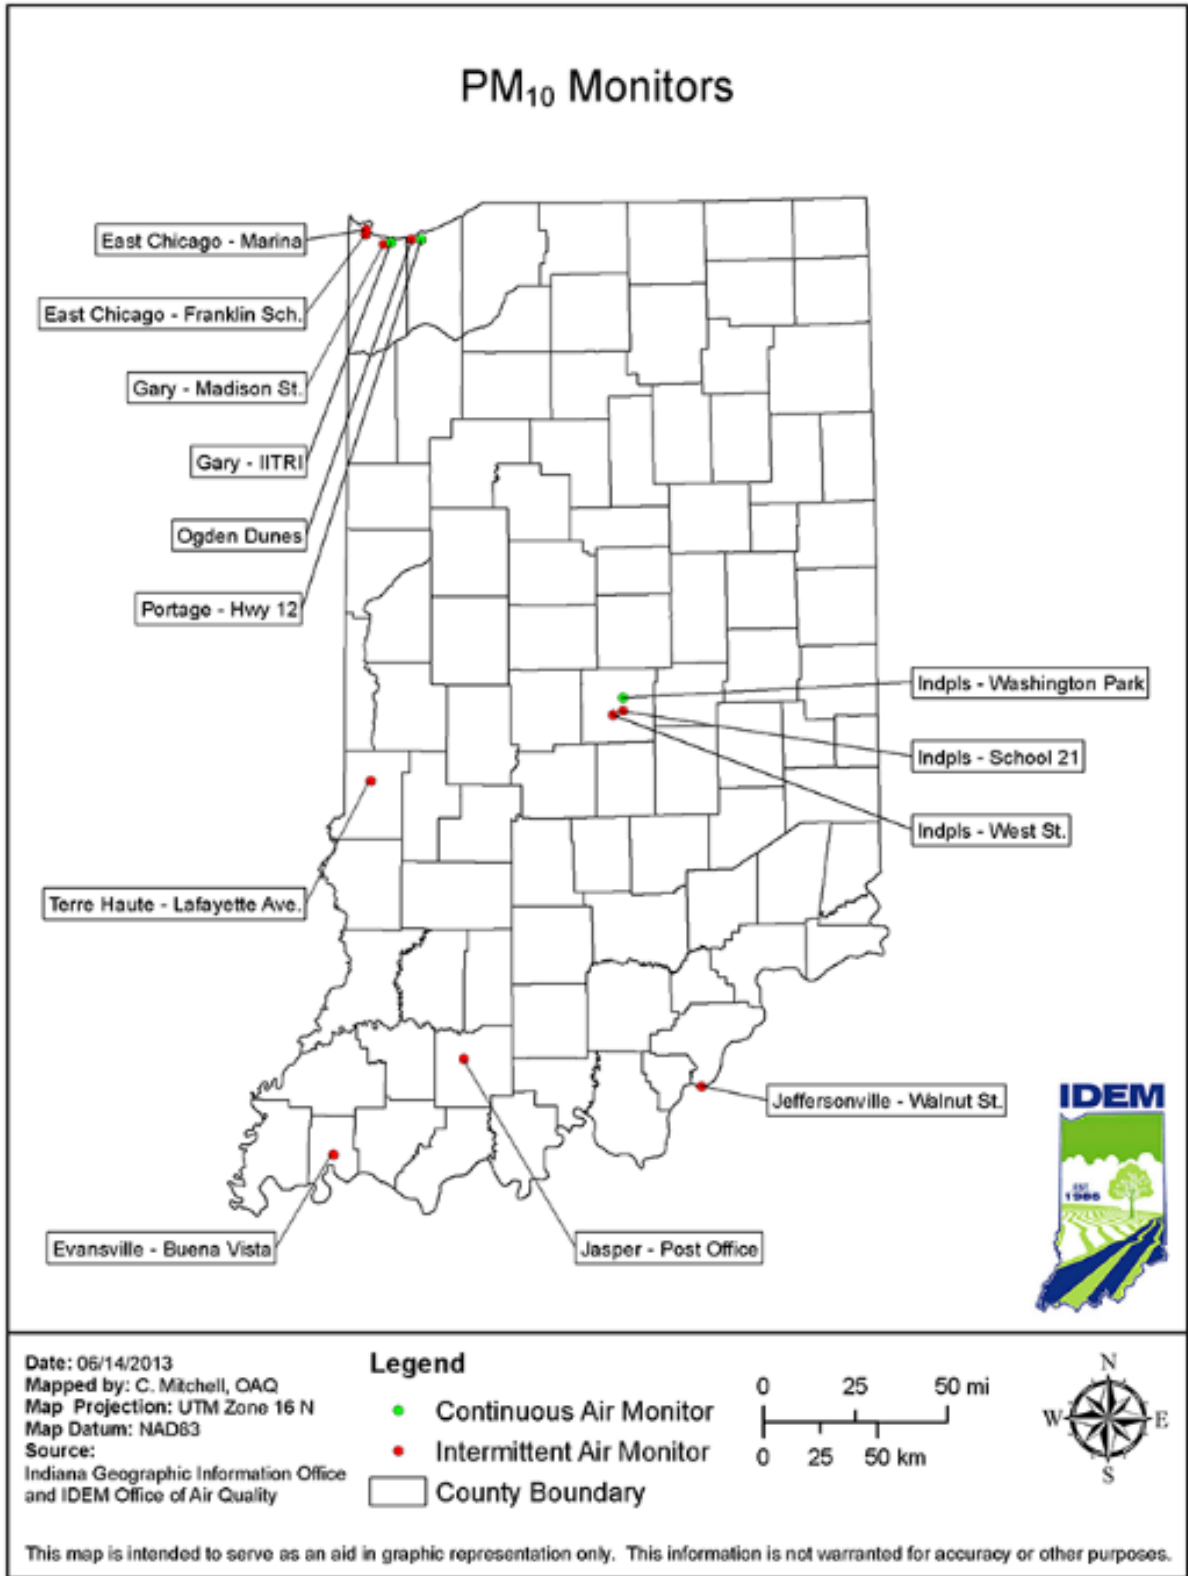 PM₁₀ Monitors
East Chicago - Marina
East Chicago - Franklin Sch.
Gary - Madison St.
Gary - IITRI
Ogden Dunes
Portage - Hwy 12
Indpls - Washington Park
Indpls - School 21
Indpls - West St.
Terre Haute - Lafayette Ave.
Jeffersonville - Walnut St.
Evansville - Buena Vista
Jasper - Post Office
IDEM
EST.
1986
Date: 06/14/2013
Mapped by: C. Mitchell, OAQ
Map Projection: UTM Zone 16 N
Map Datum: NAD83
Source:
Indiana Geographic Information Office
and IDEM Office of Air Quality
Legend
Continuous Air Monitor
Intermittent Air Monitor
County Boundary
0 25 50 mi
0 25 50 km
N
W E
S
This map is intended to serve as an aid in graphic representation only. This information is not warranted for accuracy or other purposes.